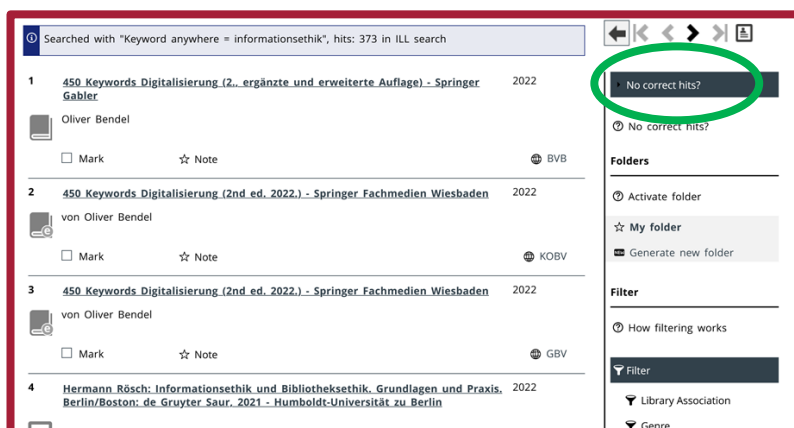 Searched with "Keyword anywhere = informationsethik", hits: 373 in ILL search
1
450 Keywords Digitalisierung (2., ergänzte und erweiterte Auflage) - Springer
Gabler
2022
Oliver Bendel
Mark
Note
BVB
2
450 Keywords Digitalisierung (2nd ed. 2022.) - Springer Fachmedien Wiesbaden
2022
von Oliver Bendel
Mark
Note
KOBV
3
450 Keywords Digitalisierung (2nd ed. 2022.) - Springer Fachmedien Wiesbaden
2022
von Oliver Bendel
Mark
Note
GBV
4
Hermann Rösch: Informationsethik und Bibliotheksethik. Grundlagen und Praxis.
Berlin/Boston: de Gruyter Saur, 2021 - Humboldt-Universität zu Berlin
2022
No correct hits?
No correct hits?
Folders
Activate folder
My folder
Generate new folder
Filter
How filtering works
Filter
Library Association
Genre